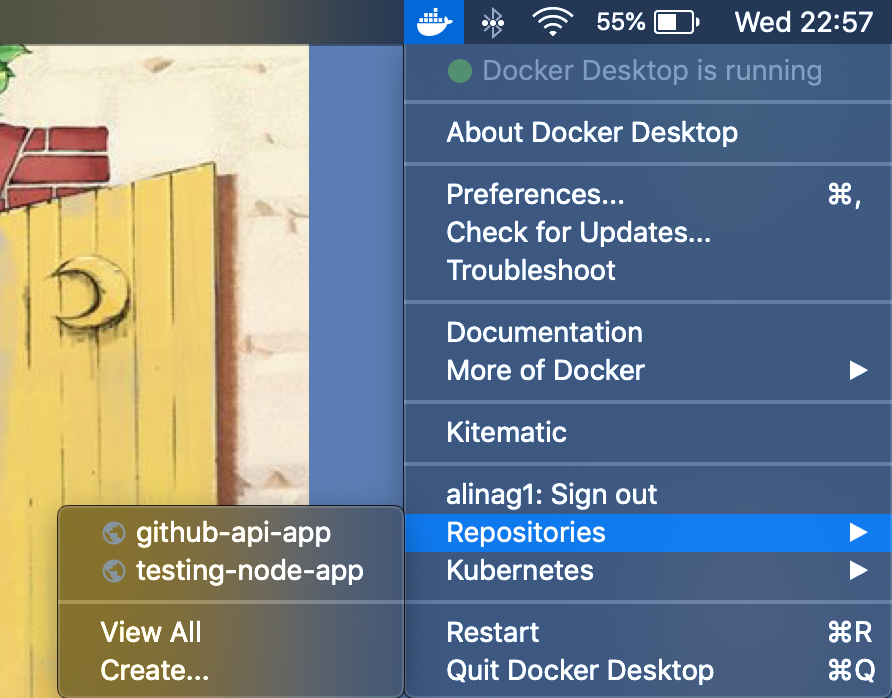 55% Wed 22:57
Docker Desktop is running
About Docker Desktop
Preferences... ⌘,
Check for Updates...
Troubleshoot
Documentation
More of Docker ▶
Kitematic
alinag1: Sign out
Repositories ▶
Kubernetes ▶
Restart ⌘R
Quit Docker Desktop ⌘Q
github-api-app
testing-node-app
View All
Create...